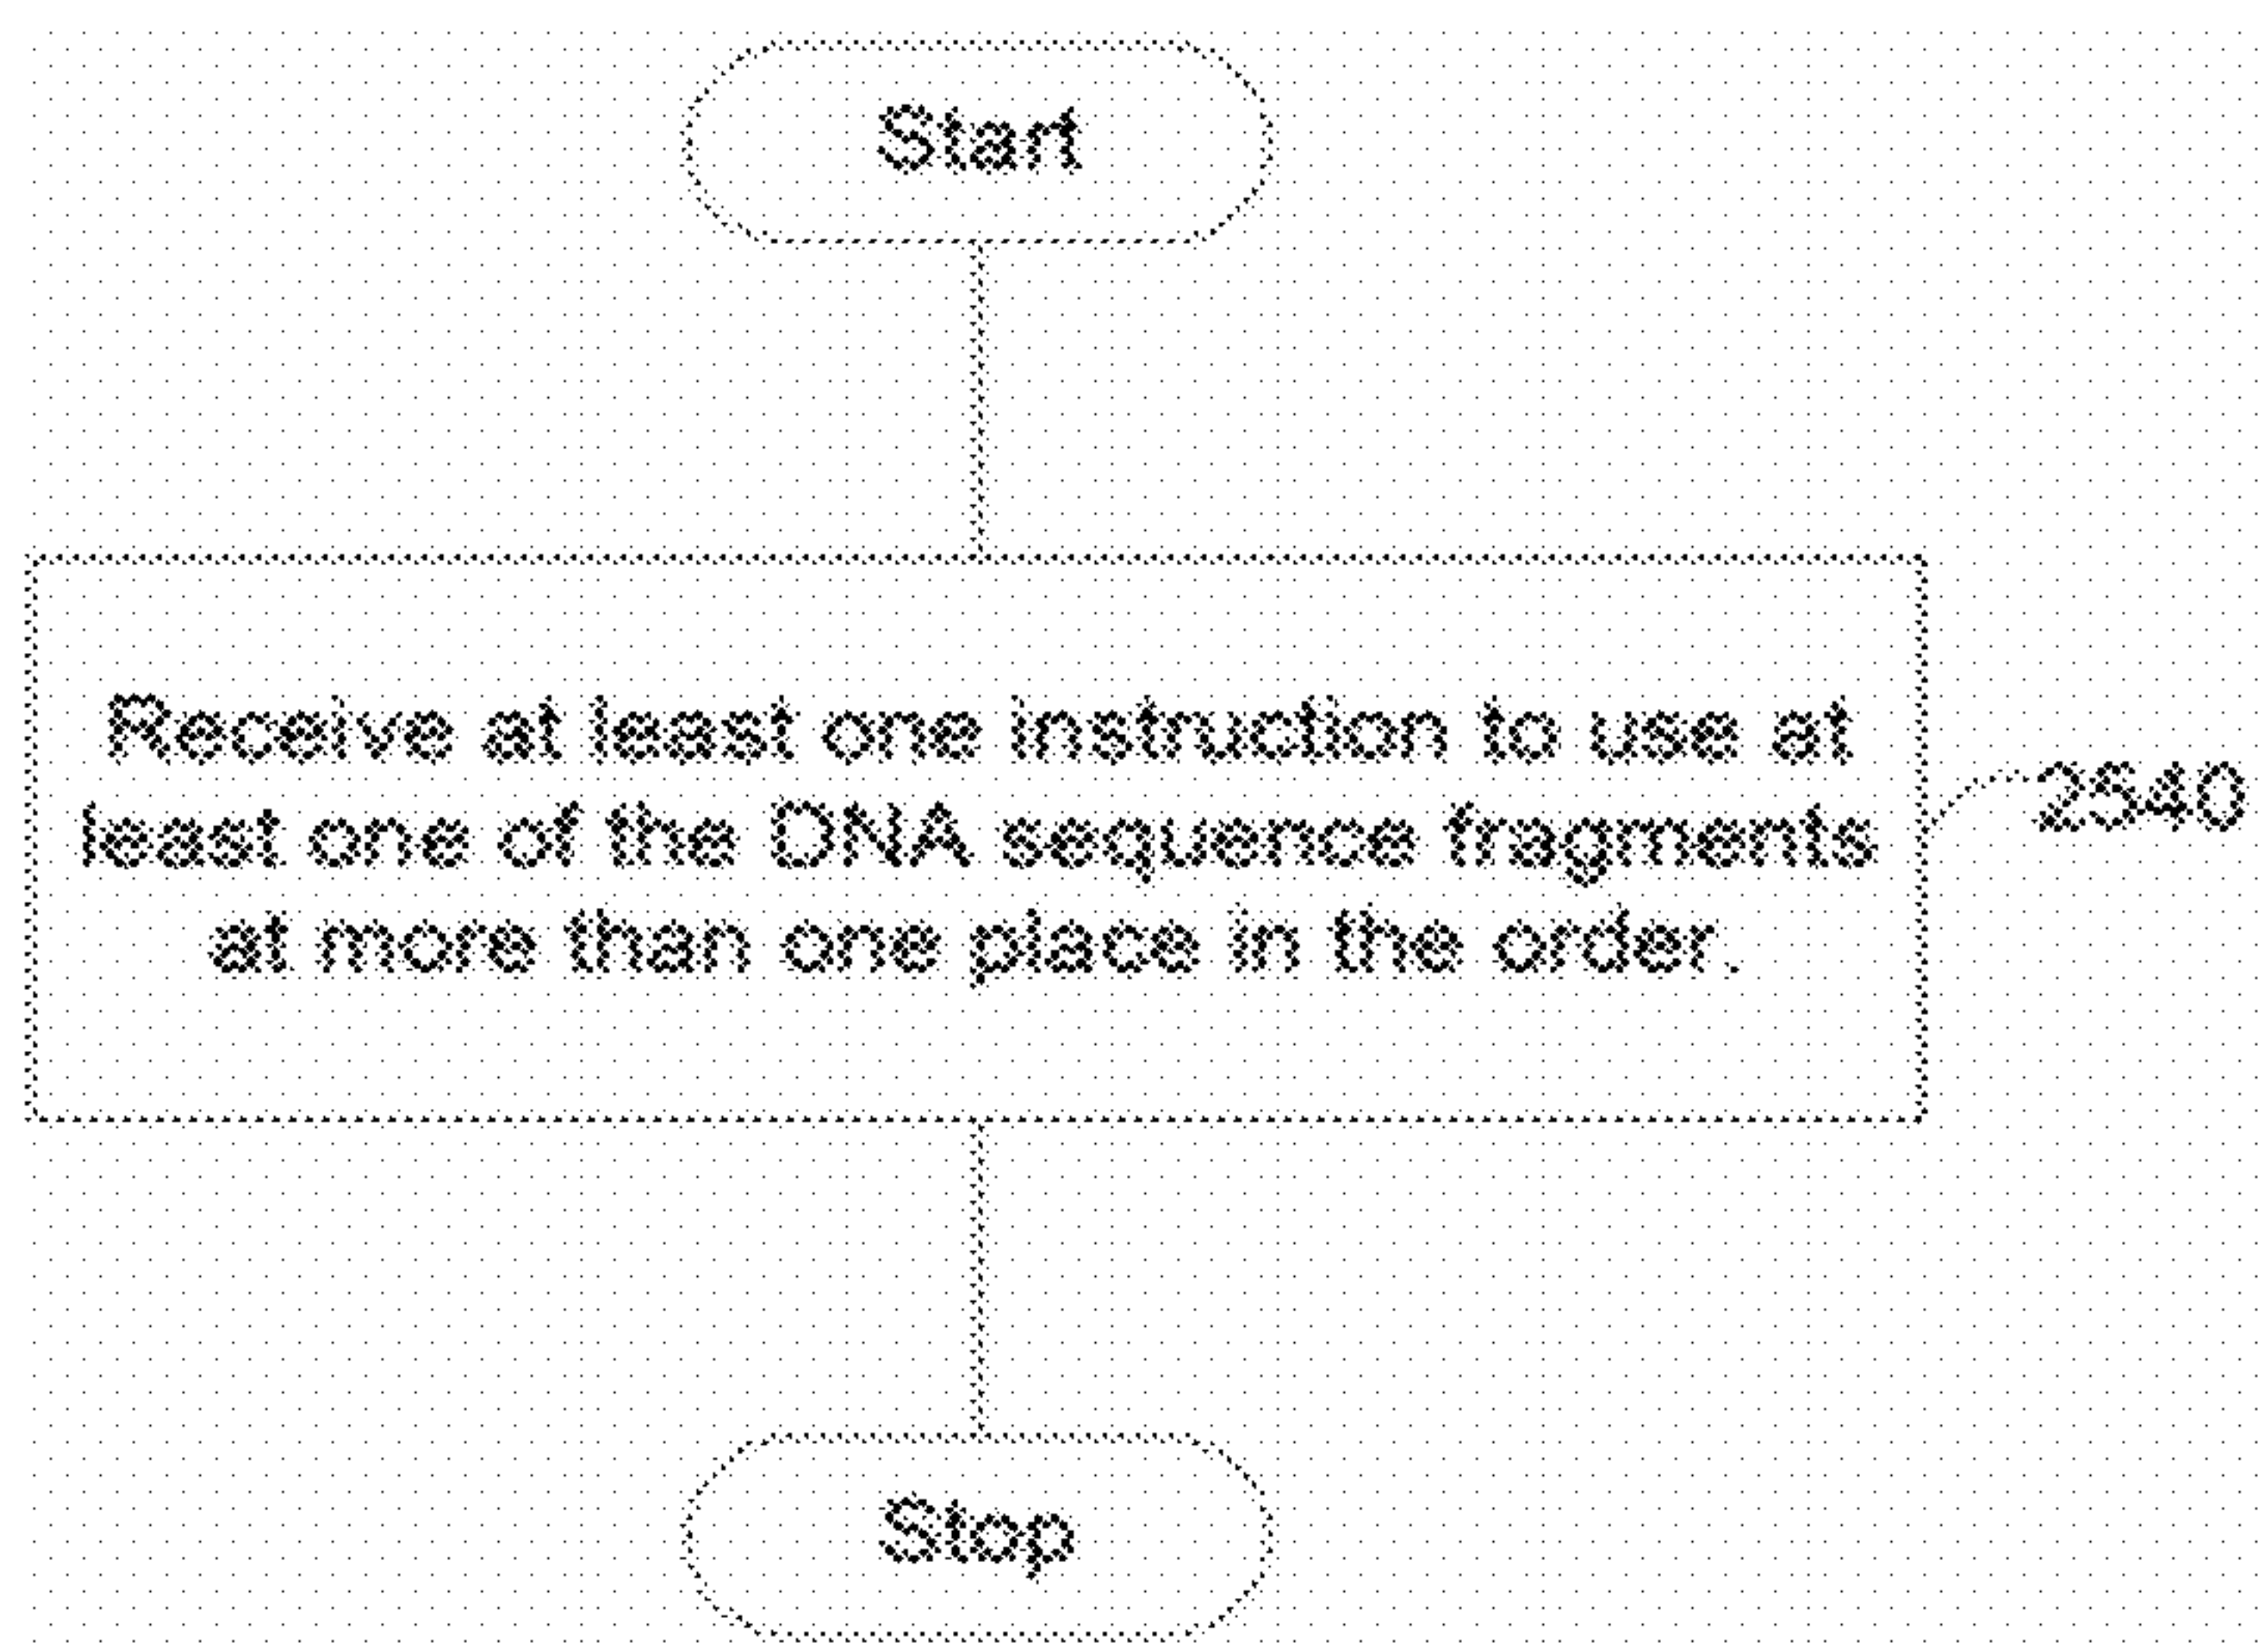 Start
Receive at least one instruction to use at
least one of the DNA sequence fragments
at more than one place in the order.
2540
Stop